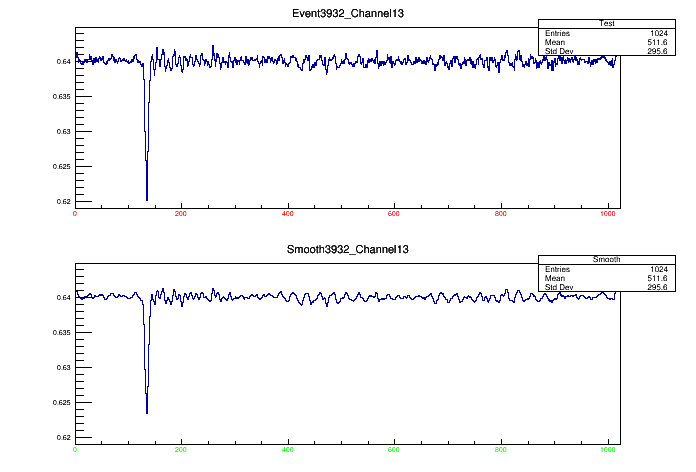 Event3932_Channel13
Test
Entries 1024
Mean 511.6
Std Dev 295.6
0.64
0.635
0.63
0.625
0.62
0 200 400 600 800 1000
Smooth3932_Channel13
Smooth
Entries 1024
Mean 511.6
Std Dev 295.6
0.64
0.635
0.63
0.625
0.62
0 200 400 600 800 1000